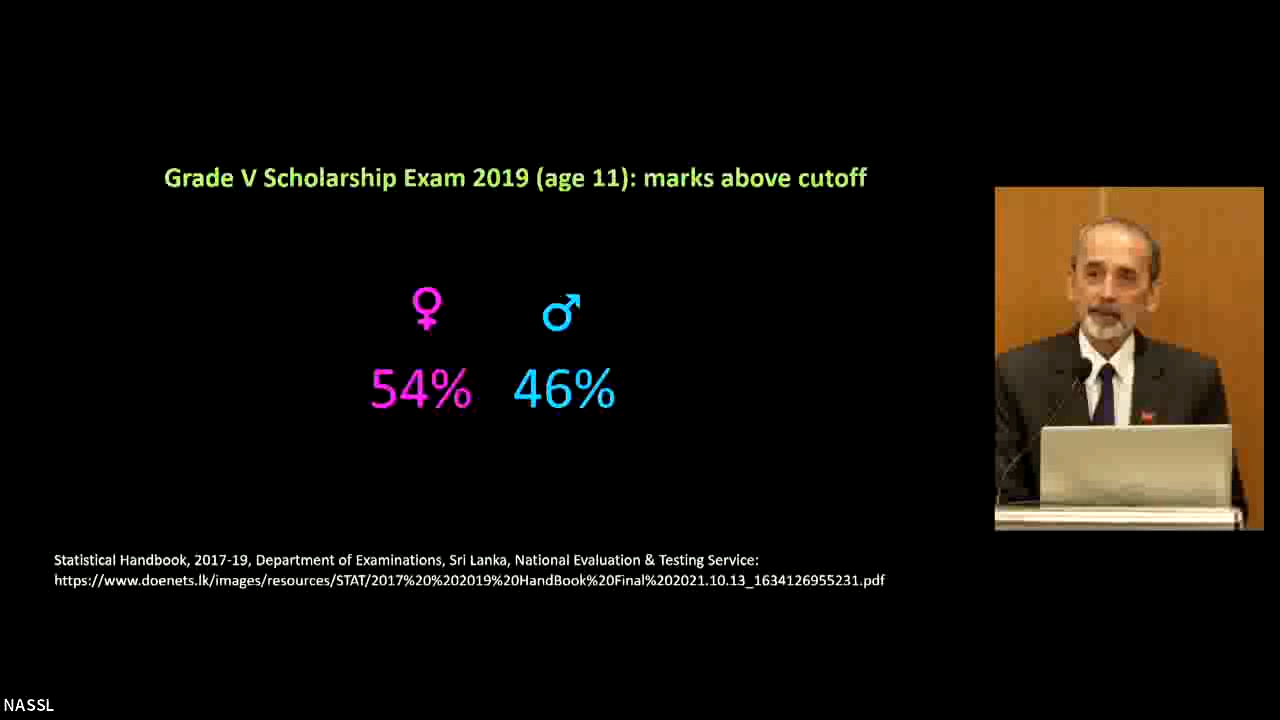 Grade V Scholarship Exam 2019 (age 11): marks above cutoff
♀ ♂
54% 46%
Statistical Handbook, 2017-19, Department of Examinations, Sri Lanka, National Evaluation & Testing Service:
https://www.doenets.lk/images/resources/STAT/2017%20%202019%20HandBook%20Final%202021.10.13_1634126955231.pdf
NASSL